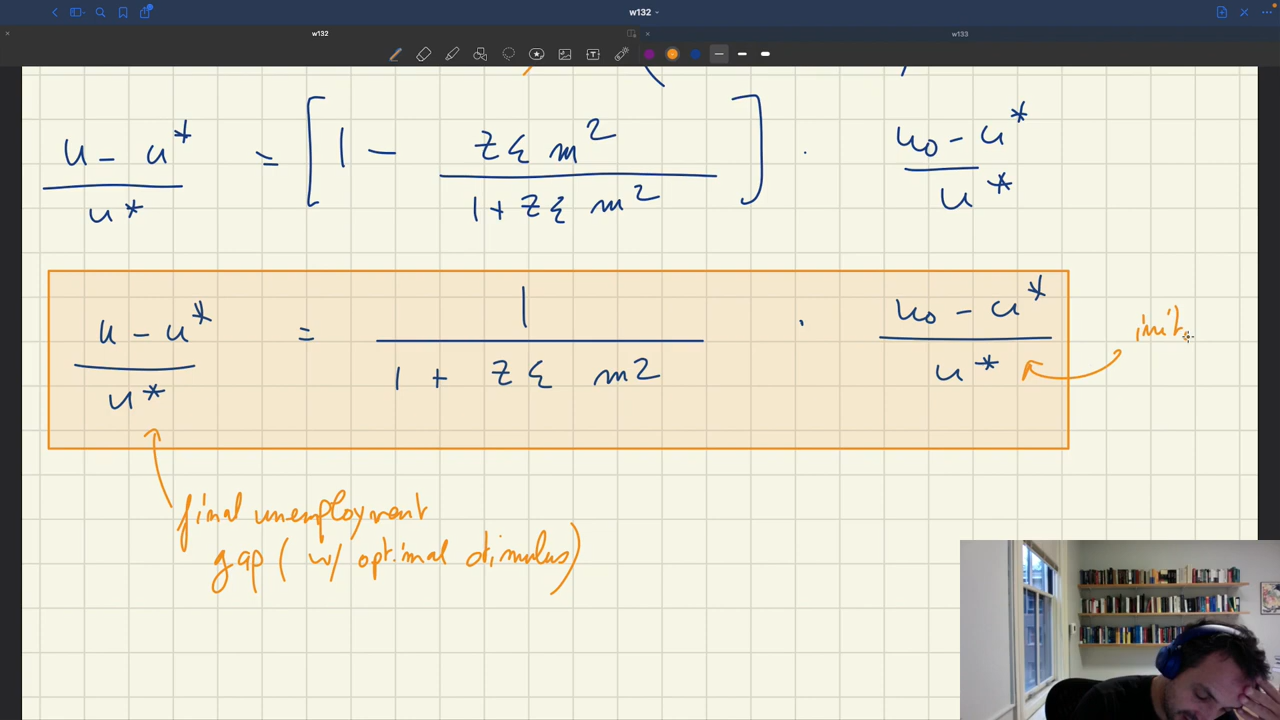 w132
w132
w133
u - u* / u* = [1 - zξ m² / 1 + zξ m²] · u₀ - u* / u*
u - u* / u* = 1 / 1 + zξ m2 · u₀ - u* / u*
init.
final unemployment
gap ( w/ optimal stimulus)